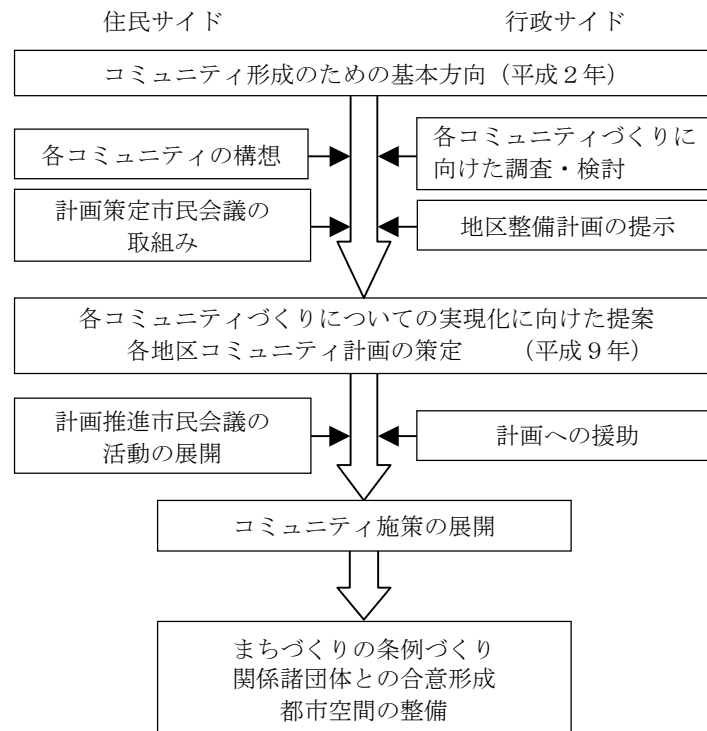 住民サイド
行政サイド
コミュニティ形成のための基本方向（平成２年）
各コミュニティの構想
各コミュニティづくりに
向けた調査・検討
計画策定市民会議の
取組み
地区整備計画の提示
各コミュニティづくりについての実現化に向けた提案
各地区コミュニティ計画の策定　　（平成９年）
計画推進市民会議の
活動の展開
計画への援助
コミュニティ施策の展開
まちづくりの条例づくり
関係諸団体との合意形成
都市空間の整備